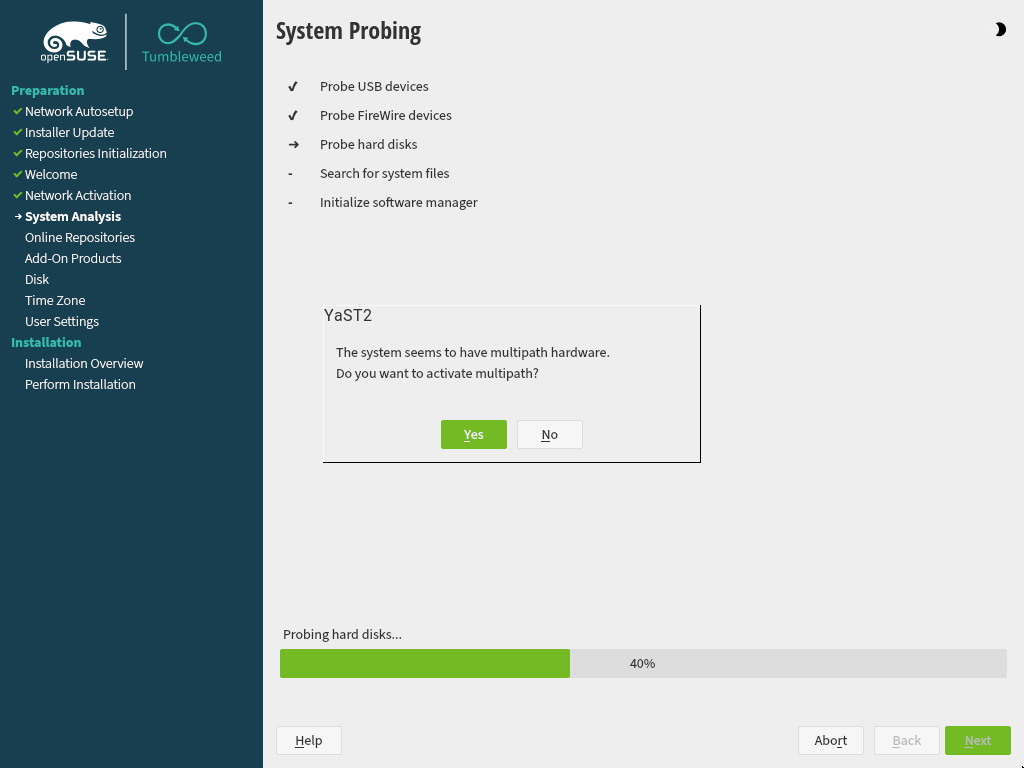 openSUSE
Tumbleweed
Preparation
Network Autosetup
Installer Update
Repositories Initialization
Welcome
Network Activation
System Analysis
Online Repositories
Add-On Products
Disk
Time Zone
User Settings
Installation
Installation Overview
Perform Installation
System Probing
Probe USB devices
Probe FireWire devices
Probe hard disks
- Search for system files
- Initialize software manager
YaST2
The system seems to have multipath hardware.
Do you want to activate multipath?
Yes No
Probing hard disks...
40%
Help Abort Back Next